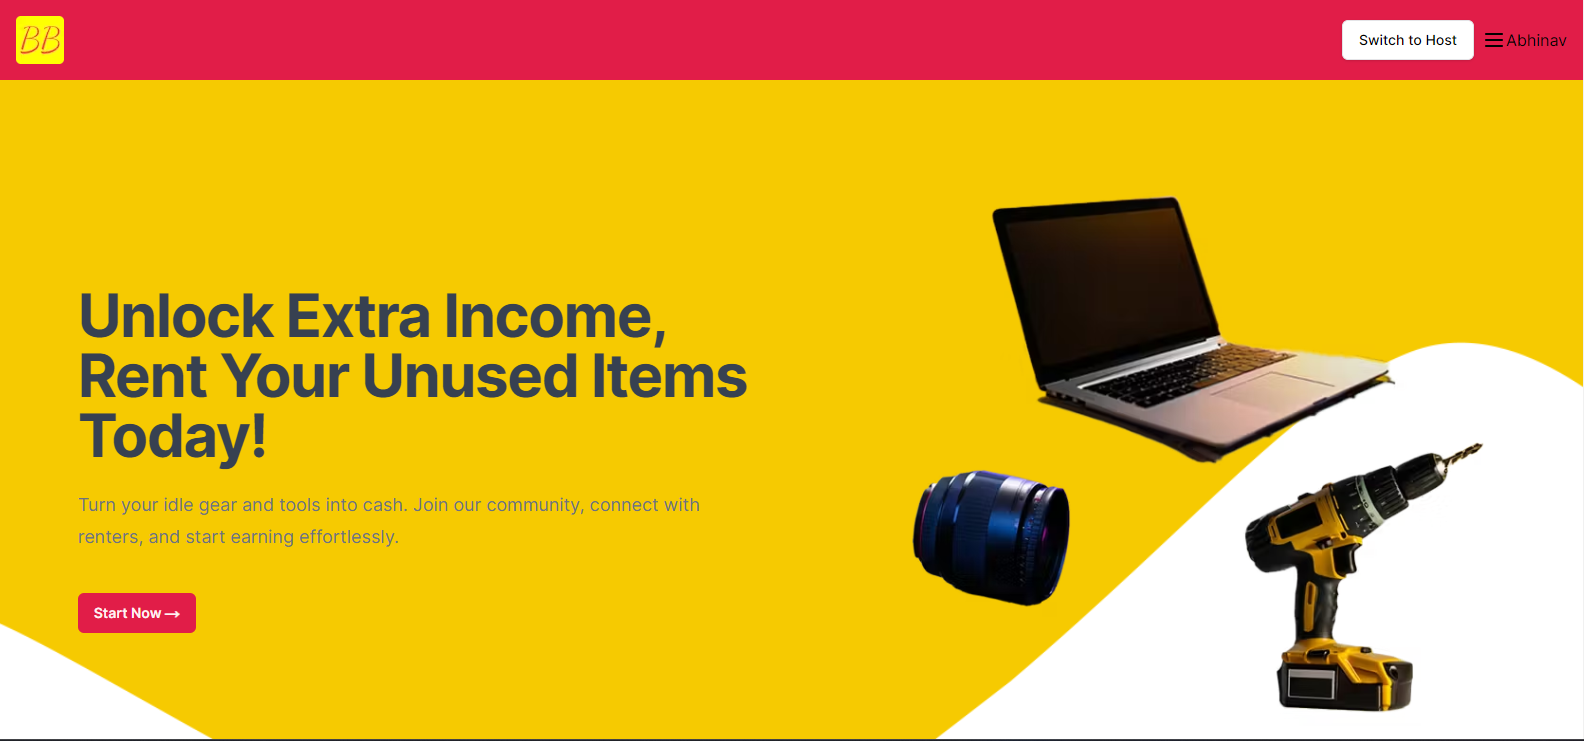 BB
Switch to Host
Abhinav
Unlock Extra Income,
Rent Your Unused Items
Today!
Turn your idle gear and tools into cash. Join our community, connect with
renters, and start earning effortlessly.
Start Now →